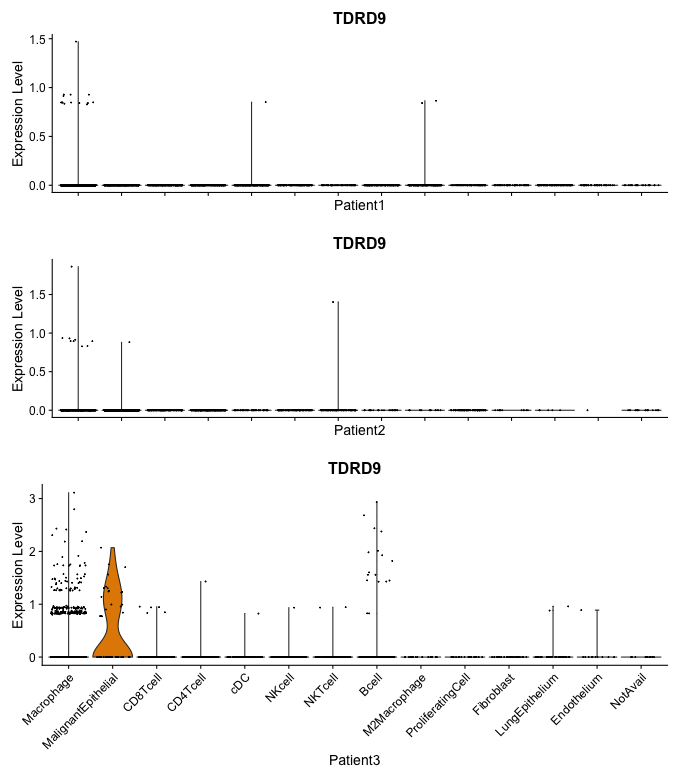 TDRD9
Expression Level
1.5
1.0
0.5
0.0
Patient1
TDRD9
Expression Level
1.5
1.0
0.5
0.0
Patient2
TDRD9
Expression Level
3
2
1
0
Macrophage
MalignantEpithelial
CD8Tcell
CD4Tcell
cDC
NKcell
NKTcell
Bcell
M2Macrophage
ProliferatingCell
Fibroblast
LungEpithelium
Endothelium
NotAvail
Patient3